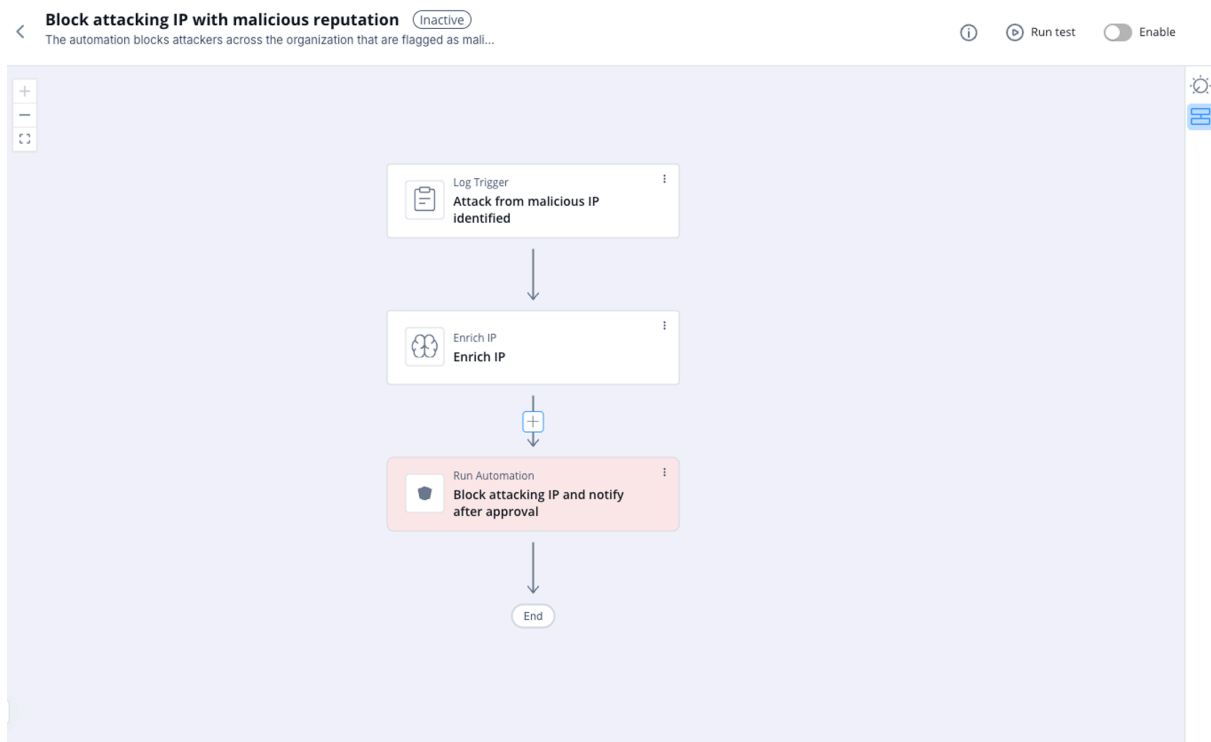 Block attacking IP with malicious reputation Inactive
The automation blocks attackers across the organization that are flagged as mali...
Run test
Enable
Log Trigger
Attack from malicious IP
identified
Enrich IP
Enrich IP
Run Automation
Block attacking IP and notify
after approval
End